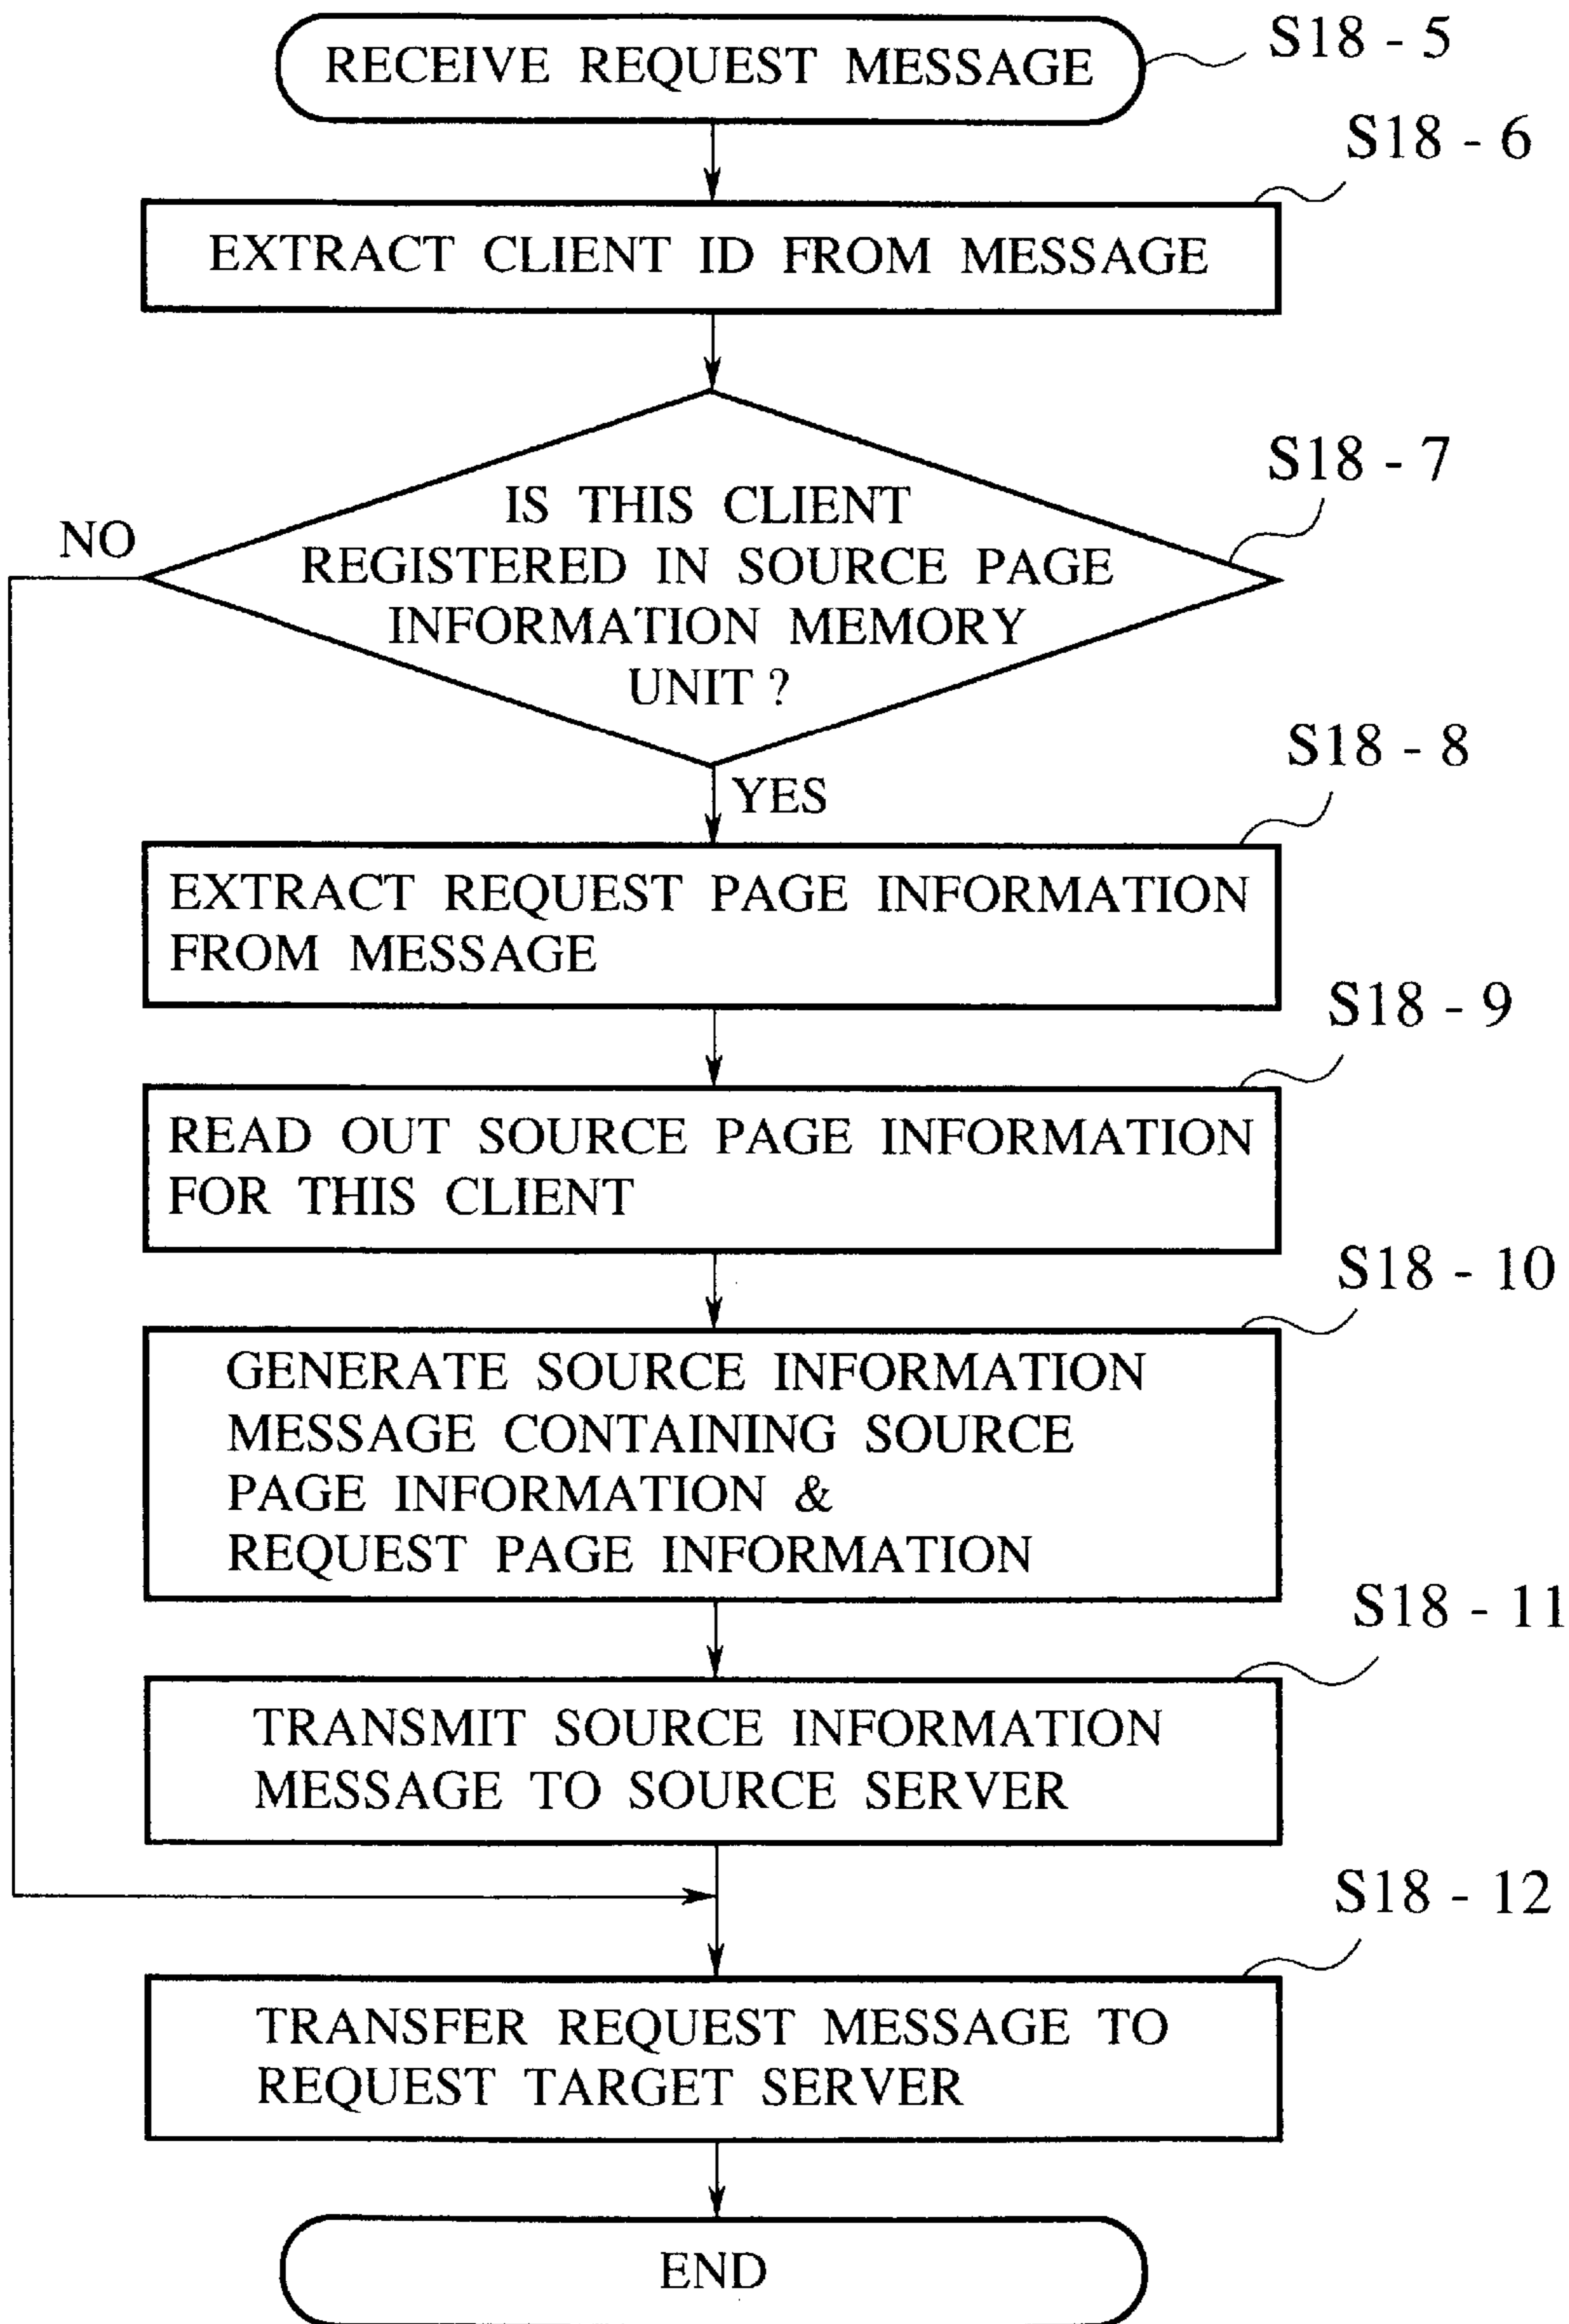 RECEIVE REQUEST MESSAGE
S18 - 5
S18 - 6
EXTRACT CLIENT ID FROM MESSAGE
S18 - 7
IS THIS CLIENT
REGISTERED IN SOURCE PAGE
INFORMATION MEMORY
UNIT ?
NO
YES
S18 - 8
EXTRACT REQUEST PAGE INFORMATION
FROM MESSAGE
S18 - 9
READ OUT SOURCE PAGE INFORMATION
FOR THIS CLIENT
S18 - 10
GENERATE SOURCE INFORMATION
MESSAGE CONTAINING SOURCE
PAGE INFORMATION &
REQUEST PAGE INFORMATION
S18 - 11
TRANSMIT SOURCE INFORMATION
MESSAGE TO SOURCE SERVER
S18 - 12
TRANSFER REQUEST MESSAGE TO
REQUEST TARGET SERVER
END